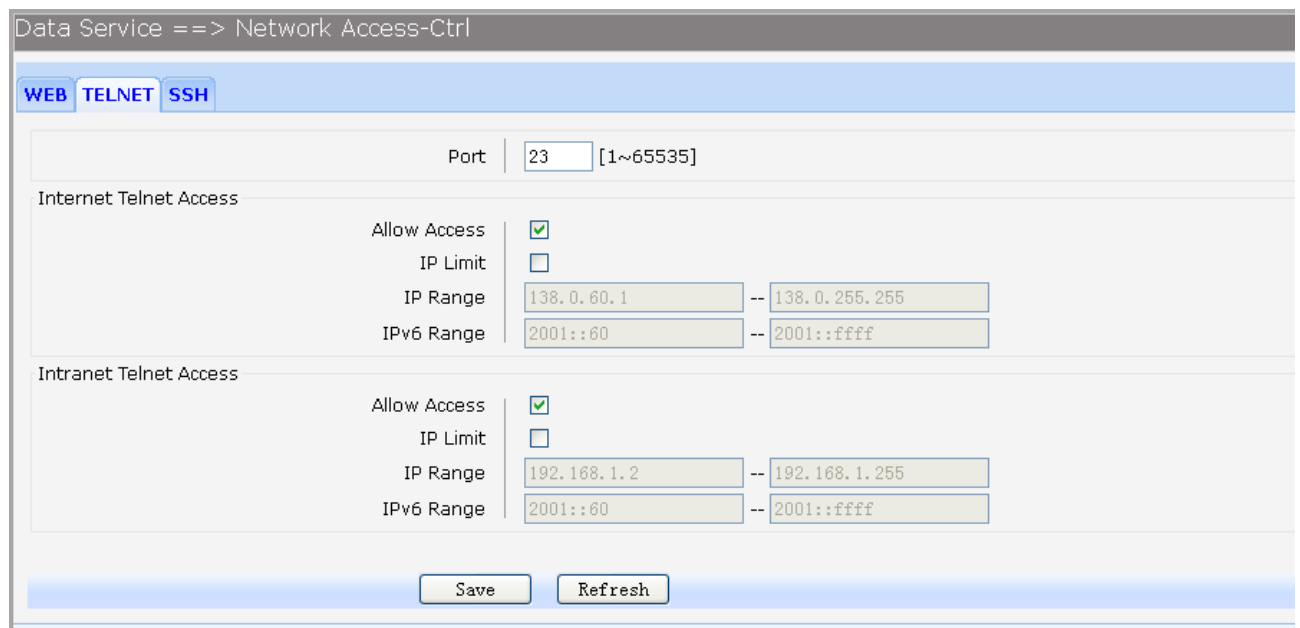 Data Service ==> Network Access-Ctrl
WEB TELNET SSH
Port 23 [1~65535]
Internet Telnet Access
Allow Access
IP Limit
IP Range 138.0.60.1 -- 138.0.255.255
IPv6 Range 2001::60 -- 2001::ffff
Intranet Telnet Access
Allow Access
IP Limit
IP Range 192.168.1.2 -- 192.168.1.255
IPv6 Range 2001::60 -- 2001::ffff
Save Refresh